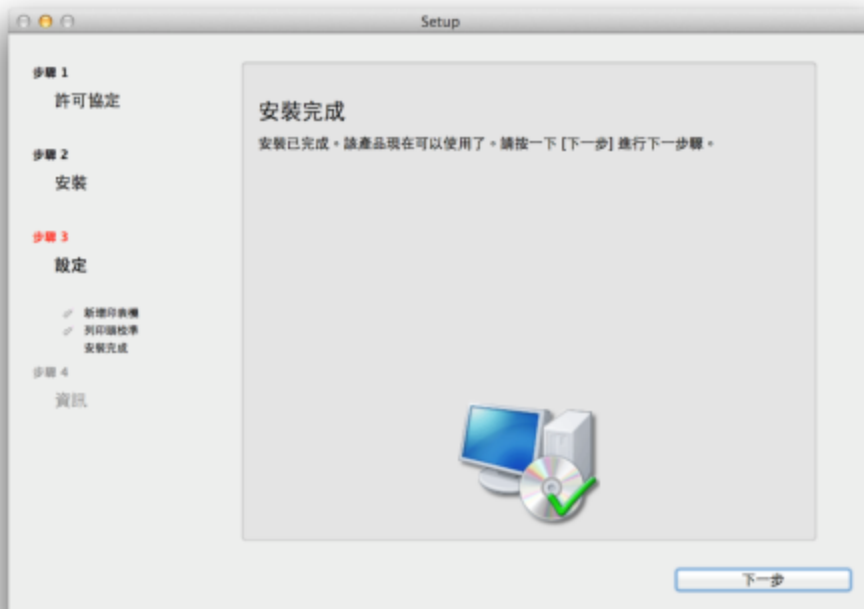 Setup
步驟 1
許可協定
步驟 2
安裝
步驟 3
設定
新增印表機
列印頭校準
安裝完成
步驟 4
資訊
安裝完成
安裝已完成。該產品現在可以使用了。請按一下 [下一步] 進行下一步驟。
下一步